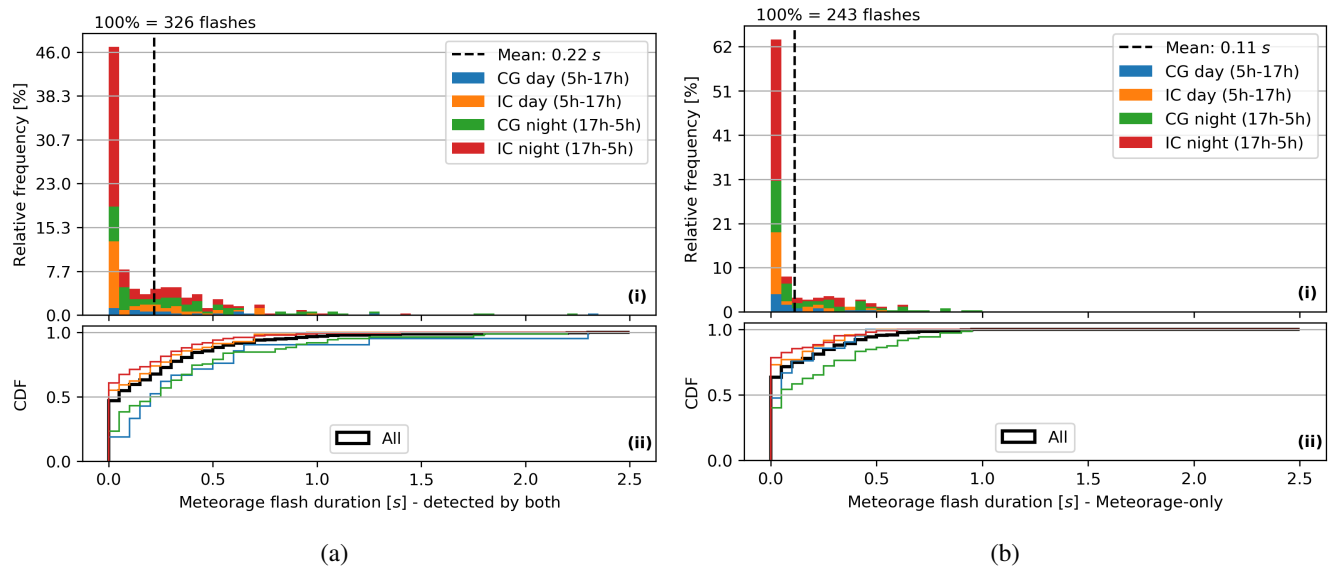 100% = 326 flashes
Relative frequency [%]
46.0
38.3
30.7
23.0
15.3
7.7
0.0
Mean: 0.22 s
CG day (5h-17h)
IC day (5h-17h)
CG night (17h-5h)
IC night (17h-5h)
(i)
CDF
1.0
0.5
0.0
All
(ii)
0.0 0.5 1.0 1.5 2.0 2.5
Meteorage flash duration [s] - detected by both
(a)
100% = 243 flashes
Relative frequency [%]
62
51
41
31
21
10
0
Mean: 0.11 s
CG day (5h-17h)
IC day (5h-17h)
CG night (17h-5h)
IC night (17h-5h)
(i)
CDF
1.0
0.5
0.0
All
(ii)
0.0 0.5 1.0 1.5 2.0 2.5
Meteorage flash duration [s] - Meteorage-only
(b)